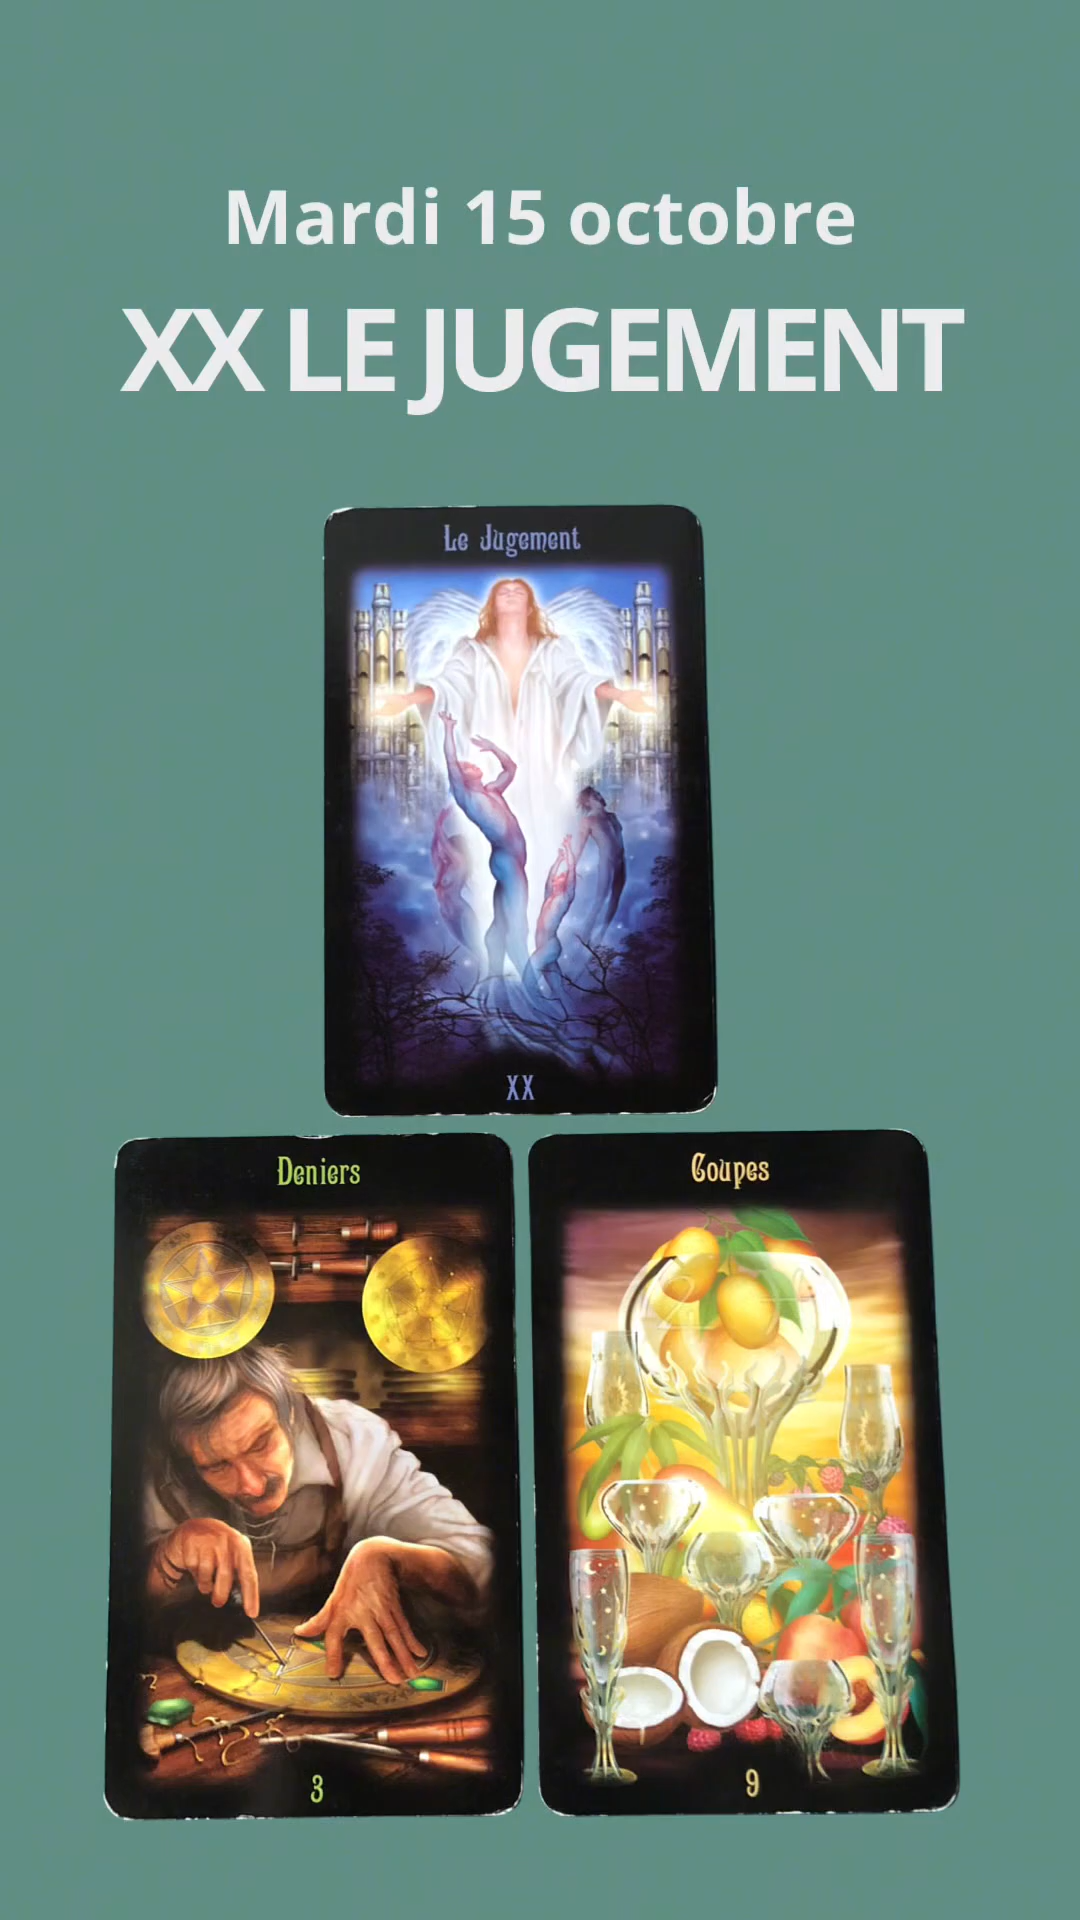 Mardi 15 octobre
XX LE JUGEMENT
Le Jugement
XX
Deniers
Coupes
3
9